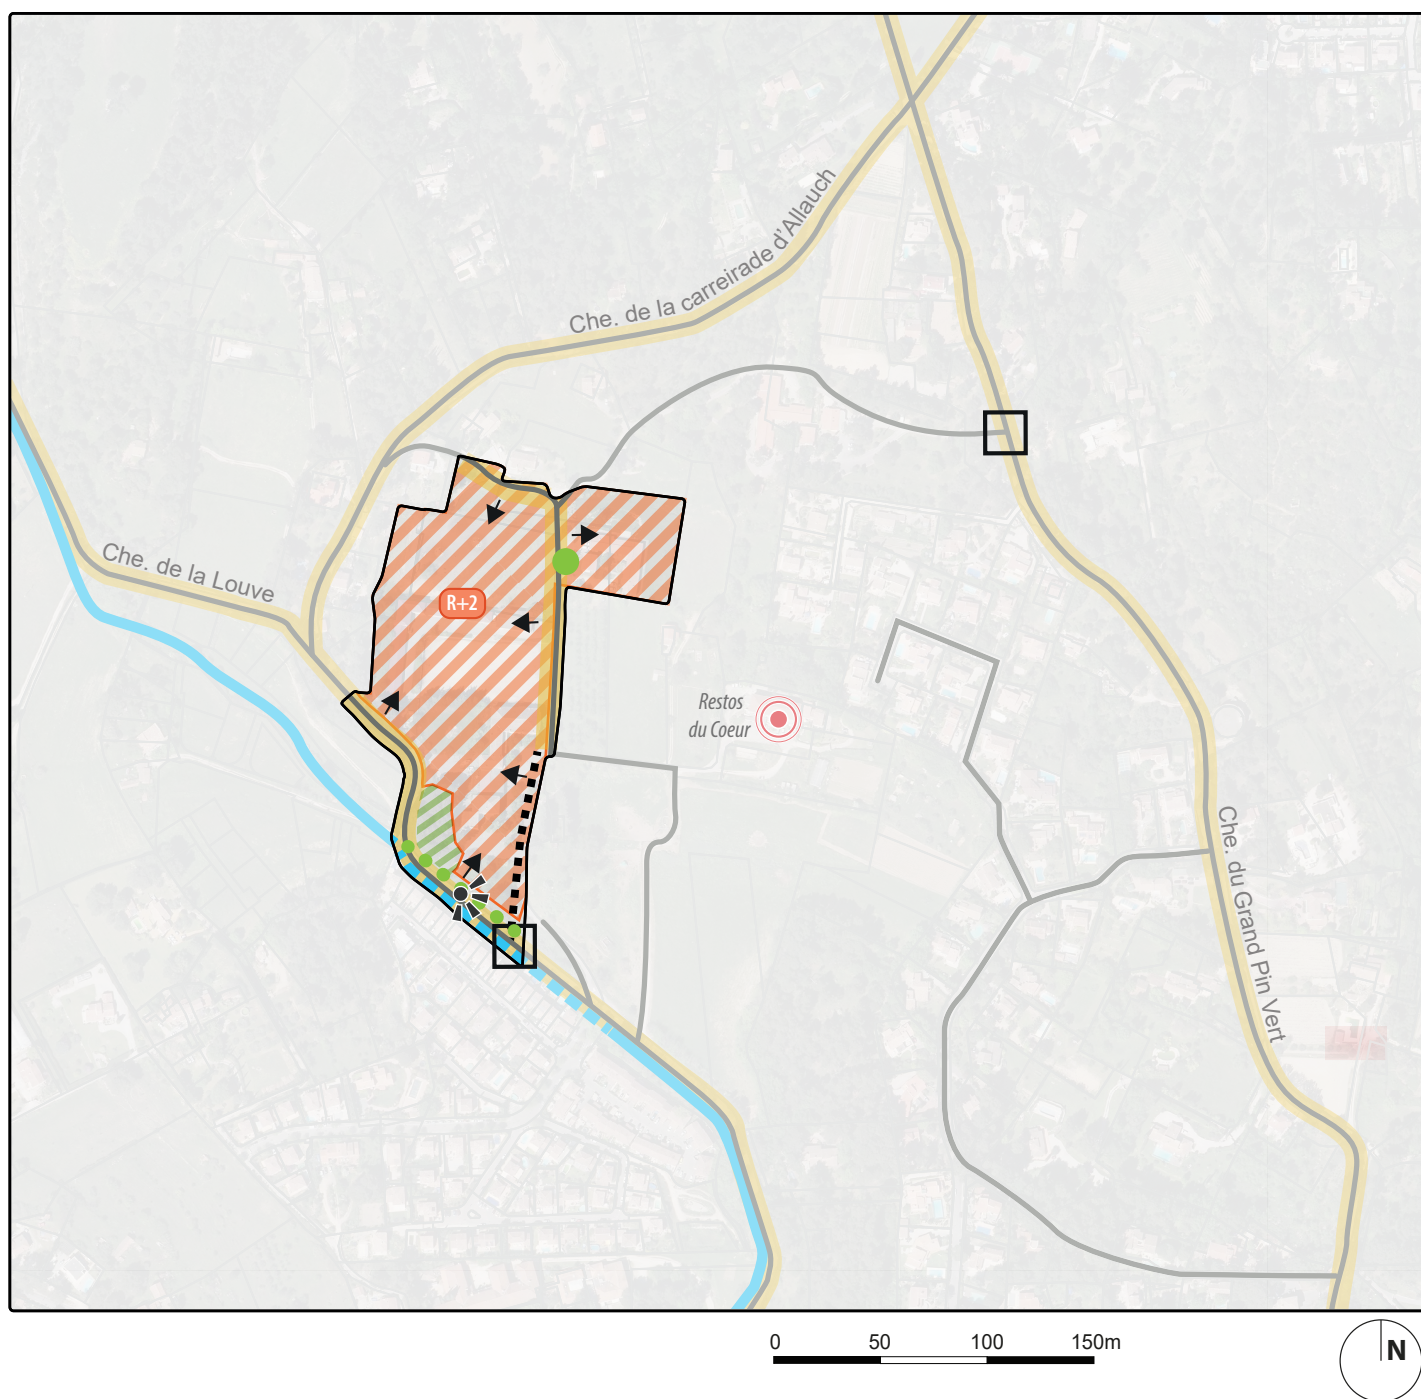 Che. de la carreirade d'Allauch
Che. de la Louve
R+2
Restos
du Coeur
Che. du Grand Pin Vert
0 50 100 150m
N